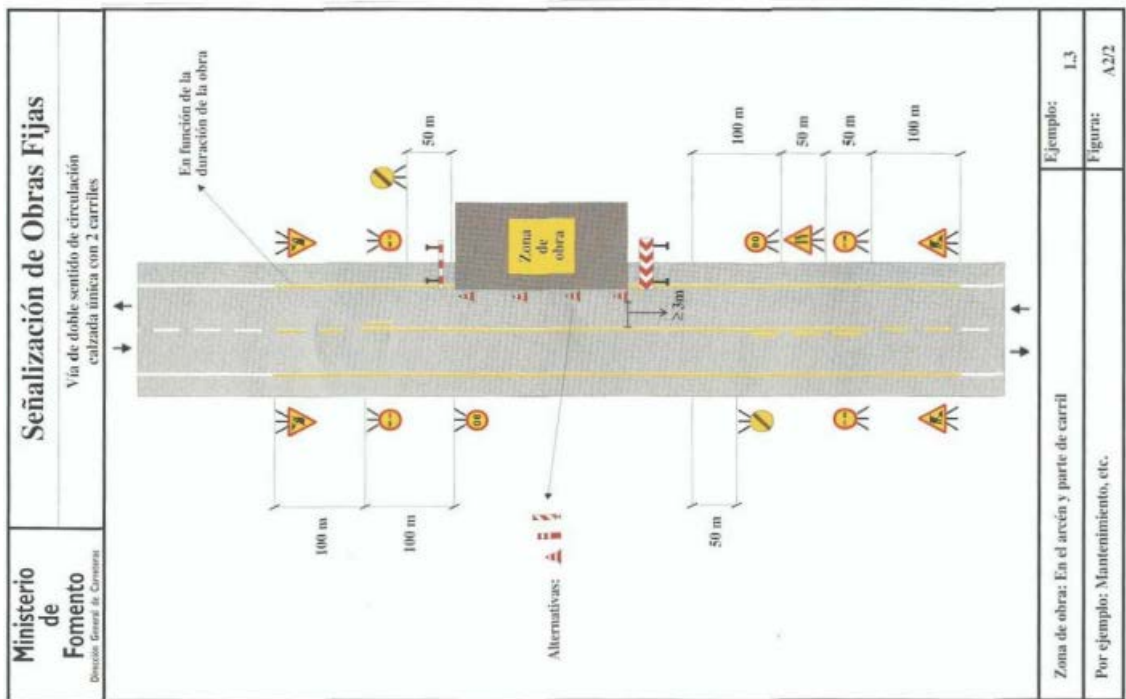 Ministerio
de
Fomento
Dirección General de Carreteras
Señalización de Obras Fijas
Vía de doble sentido de circulación
calzada única con 2 carriles
En función de la
duración de la obra
50 m
100 m
100 m
Zona
de
obra
≥ 3m
Alternativas:
50 m
100 m
50 m
50 m
100 m
80
80
Zona de obra: En el arcén y parte de carril
Por ejemplo: Mantenimiento, etc.
Ejemplo: 1.3
Figura: A2/2